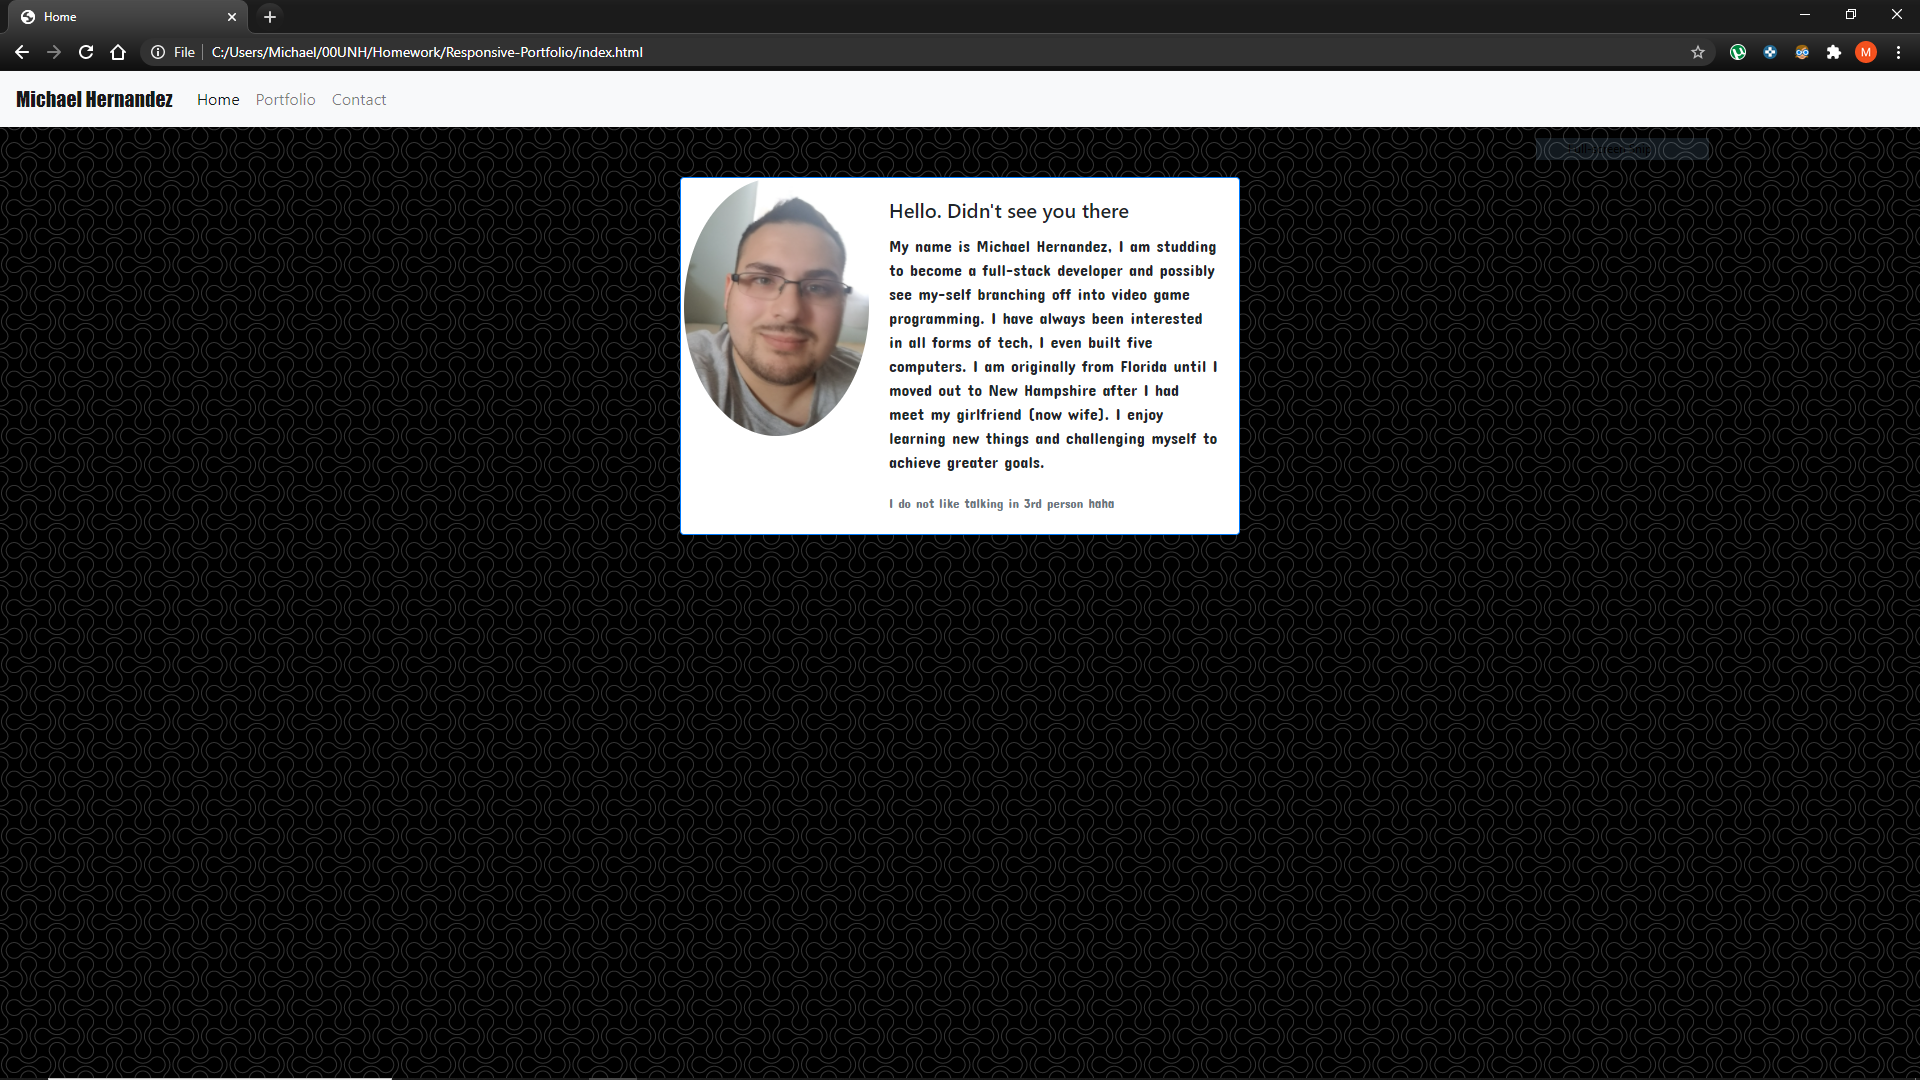 Home
File
C:/Users/Michael/00UNH/Homework/Responsive-Portfolio/index.html
M
Michael Hernandez Home Portfolio Contact
Full-screen Snip
Hello. Didn't see you there
My name is Michael Hernandez, I am studding
to become a full-stack developer and possibly
see my-self branching off into video game
programming. I have always been interested
in all forms of tech, I even built five
computers. I am originally from Florida until I
moved out to New Hampshire after I had
meet my girlfriend (now wife). I enjoy
learning new things and challenging myself to
achieve greater goals.
I do not like talking in 3rd person haha